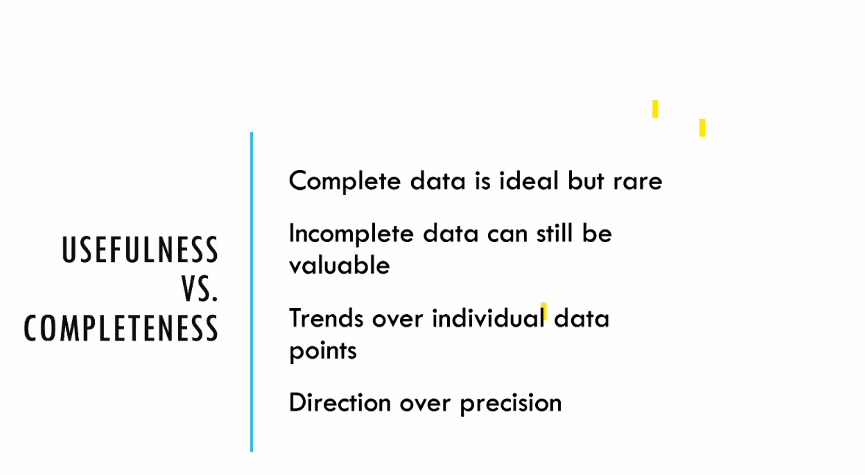 USEFULNESS
VS.
COMPLETENESS
Complete data is ideal but rare
Incomplete data can still be
valuable
Trends over individual data
points
Direction over precision